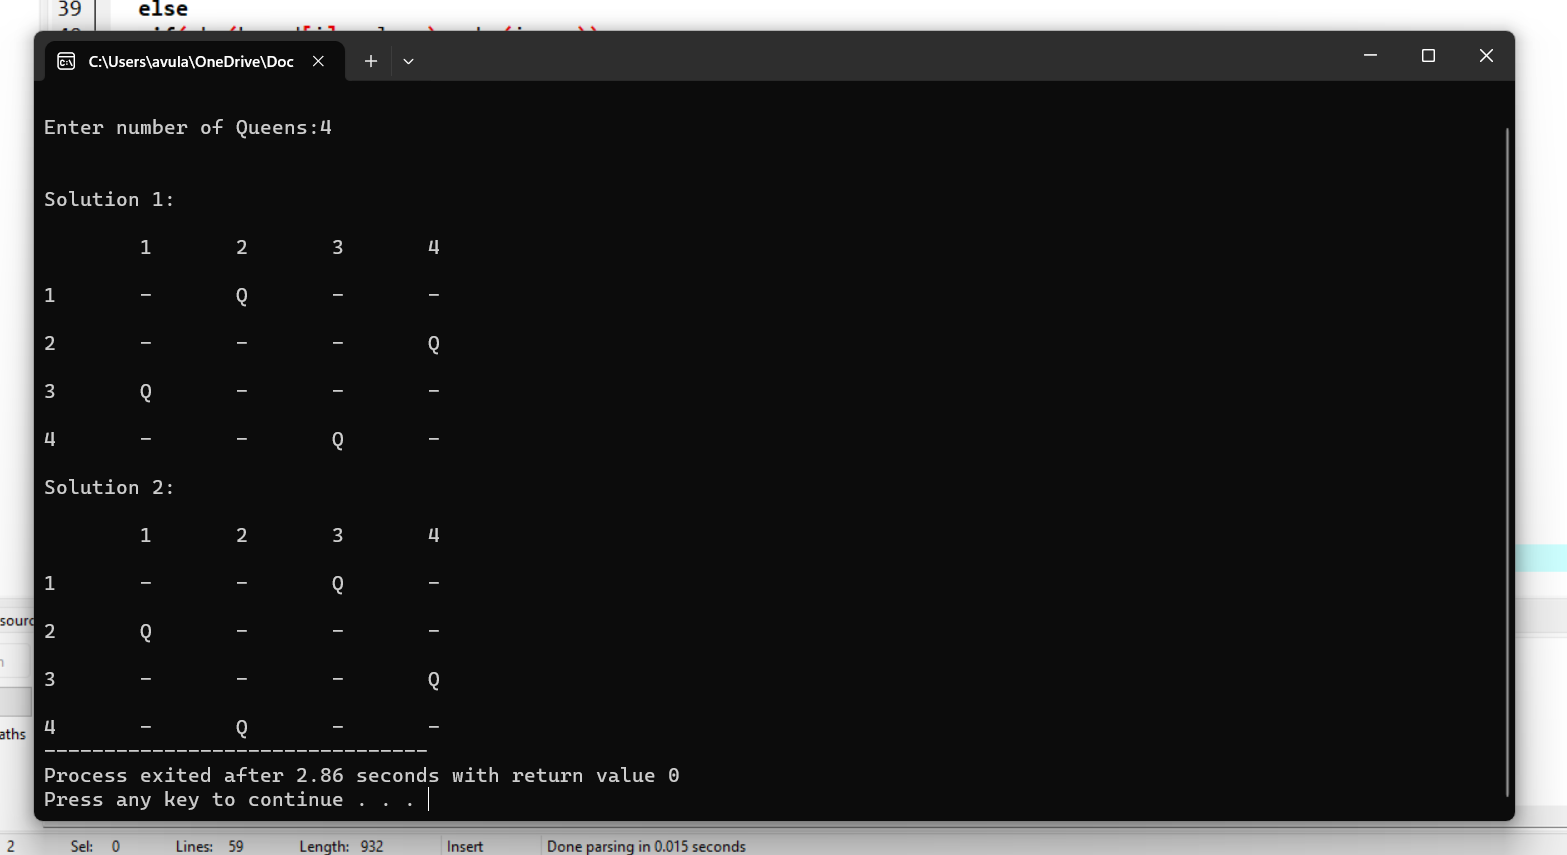 39 else
C:\Users\avula\OneDrive\Doc
Enter number of Queens:4
Solution 1:
1 2 3 4
1 - Q - -
2 - - - Q
3 Q - - -
4 - - Q -
Solution 2:
1 2 3 4
1 - - Q -
2 Q - - -
3 - - - Q
4 - Q - -
--------------------------------
Process exited after 2.86 seconds with return value 0
Press any key to continue . . .
2 Sel: 0 Lines: 59 Length: 932 Insert Done parsing in 0.015 seconds